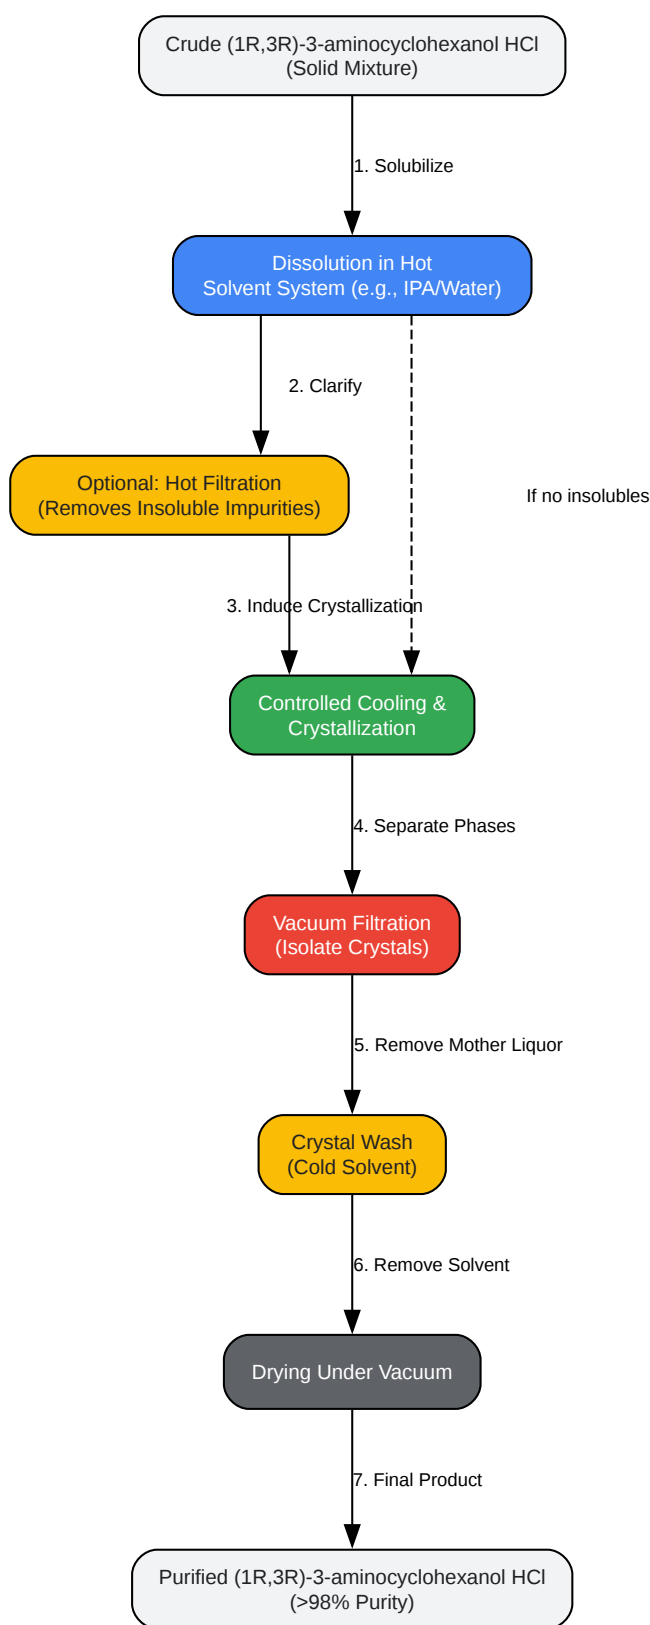 Crude (1R,3R)-3-aminocyclohexanol HCl
(Solid Mixture)
1. Solubilize
Dissolution in Hot
Solvent System (e.g., IPA/Water)
2. Clarify
Optional: Hot Filtration
(Removes Insoluble Impurities)
If no insolubles
3. Induce Crystallization
Controlled Cooling &
Crystallization
4. Separate Phases
Vacuum Filtration
(Isolate Crystals)
5. Remove Mother Liquor
Crystal Wash
(Cold Solvent)
6. Remove Solvent
Drying Under Vacuum
7. Final Product
Purified (1R,3R)-3-aminocyclohexanol HCl
(>98% Purity)